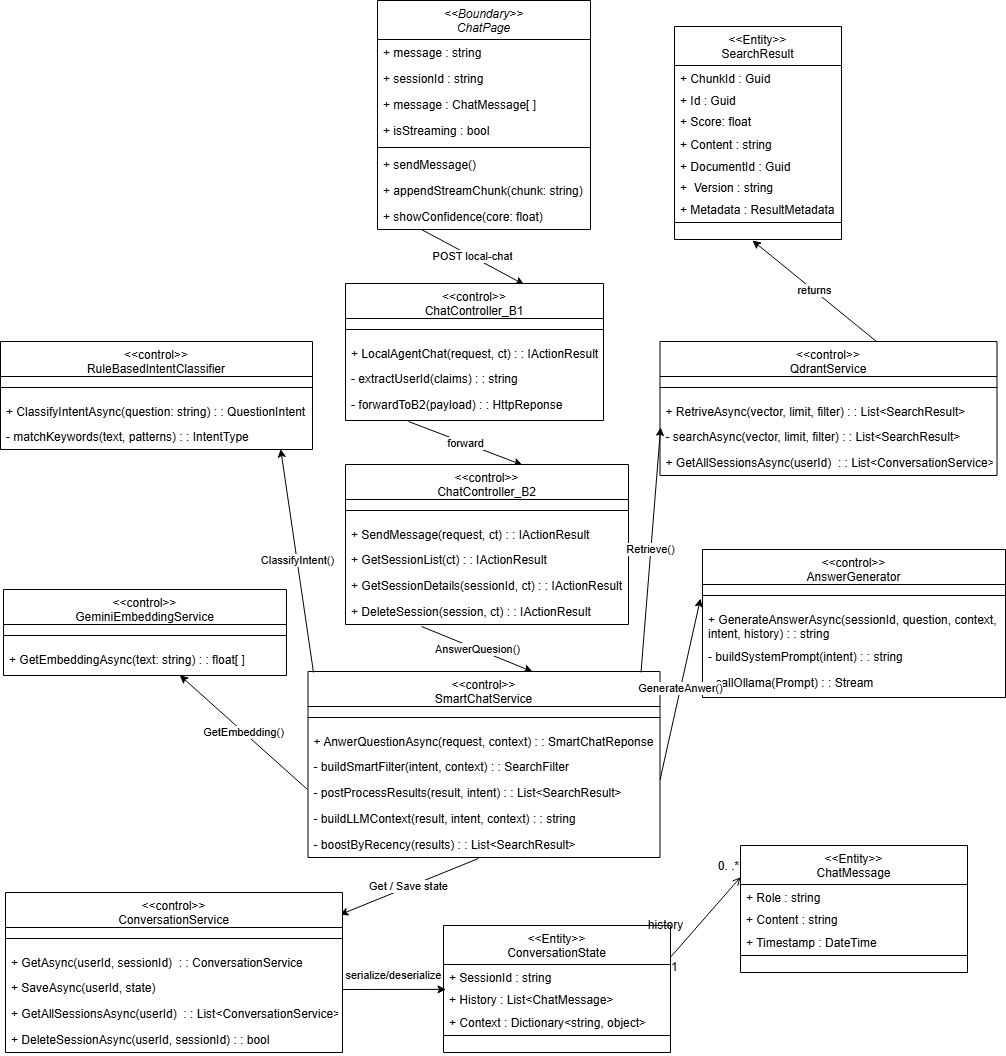 <<Boundary>>
ChatPage
+ message : string
+ sessionId : string
+ message : ChatMessage[ ]
+ isStreaming : bool
+ sendMessage()
+ appendStreamChunk(chunk: string)
+ showConfidence(core: float)
<<Entity>>
SearchResult
+ ChunkId : Guid
+ Id : Guid
+ Score: float
+ Content : string
+ DocumentId : Guid
+ Version : string
+ Metadata : ResultMetadata
POST local-chat
returns
<<control>>
ChatController_B1
+ LocalAgentChat(request, ct) : : IActionResult
- extractUserId(claims) : : string
- forwardToB2(payload) : : HttpReponse
<<control>>
RuleBasedIntentClassifier
+ ClassifyIntentAsync(question: string) : : QuestionIntent
- matchKeywords(text, patterns) : : IntentType
<<control>>
QdrantService
+ RetriveAsync(vector, limit, filter) : : List<SearchResult>
- searchAsync(vector, limit, filter) : : List<SearchResult>
+ GetAllSessionsAsync(userId) : : List<ConversationService>
forward
<<control>>
ChatController_B2
+ SendMessage(request, ct) : : IActionResult
+ GetSessionList(ct) : : IActionResult
+ GetSessionDetails(sessionId, ct) : : IActionResult
+ DeleteSession(session, ct) : : IActionResult
ClassifyIntent()
Retrieve()
<<control>>
AnswerGenerator
+ GenerateAnswerAsync(sessionId, question, context,
intent, history) : : string
- buildSystemPrompt(intent) : : string
callOllama(Prompt) : : Stream
<<control>>
GeminiEmbeddingService
+ GetEmbeddingAsync(text: string) : : float[ ]
AnswerQuesion()
GenerateAnwer()
GetEmbedding()
<<control>>
SmartChatService
+ AnwerQuestionAsync(request, context) : : SmartChatReponse
- buildSmartFilter(intent, context) : : SearchFilter
- postProcessResults(result, intent) : : List<SearchResult>
- buildLLMContext(result, intent, context) : : string
- boostByRecency(results) : : List<SearchResult>
Get / Save state
<<control>>
ConversationService
+ GetAsync(userId, sessionId) : : ConversationService
+ SaveAsync(userId, state)
+ GetAllSessionsAsync(userId) : : List<ConversationService>
+ DeleteSessionAsync(userId, sessionId) : : bool
serialize/deserialize
<<Entity>>
ConversationState
+ SessionId : string
+ History : List<ChatMessage>
+ Context : Dictionary<string, object>
history
1
0. .*
<<Entity>>
ChatMessage
+ Role : string
+ Content : string
+ Timestamp : DateTime